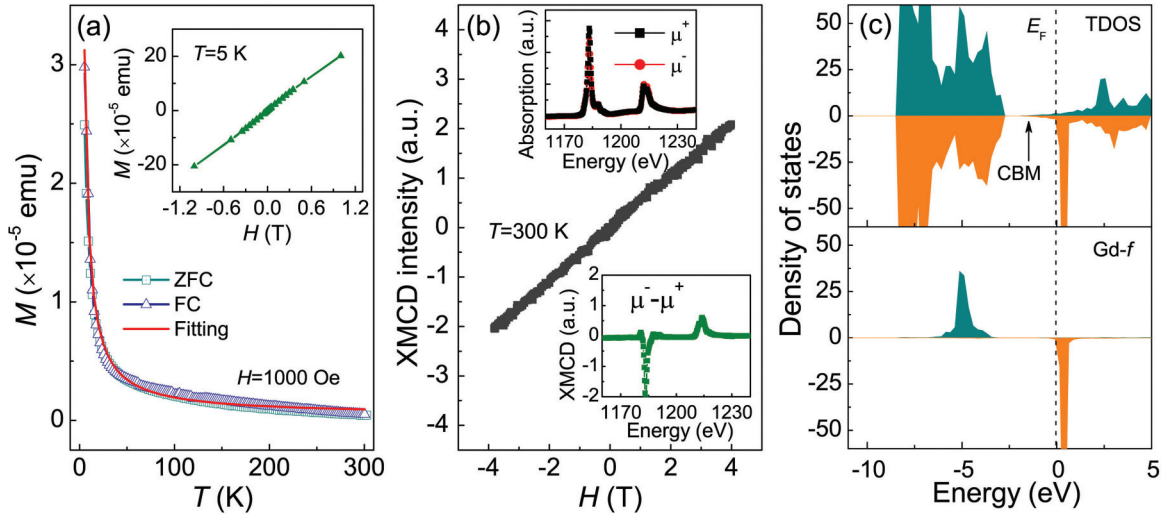 (a)
M (×10⁻⁵ emu)
3
2
1
0
0
100
200
300
T (K)
ZFC
FC
Fitting
H=1000 Oe
T=5 K
M (×10⁻⁵ emu)
20
0
-20
-1.2
-0.6
0.0
0.6
1.2
H (T)
(b)
XMCD intensity (a.u.)
4
3
2
1
0
-1
-2
-3
-4
-4
-2
0
2
4
H (T)
T=300 K
Absorption (a.u.)
μ⁺
μ⁻
1170
1200
1230
Energy (eV)
XMCD (a.u.)
2
1
0
-1
-2
μ⁻-μ⁺
1170
1200
1230
Energy (eV)
(c)
Density of states
50
25
0
-25
-50
E_F
TDOS
CBM
50
25
0
-25
-50
Gd-f
-10
-5
0
5
Energy (eV)